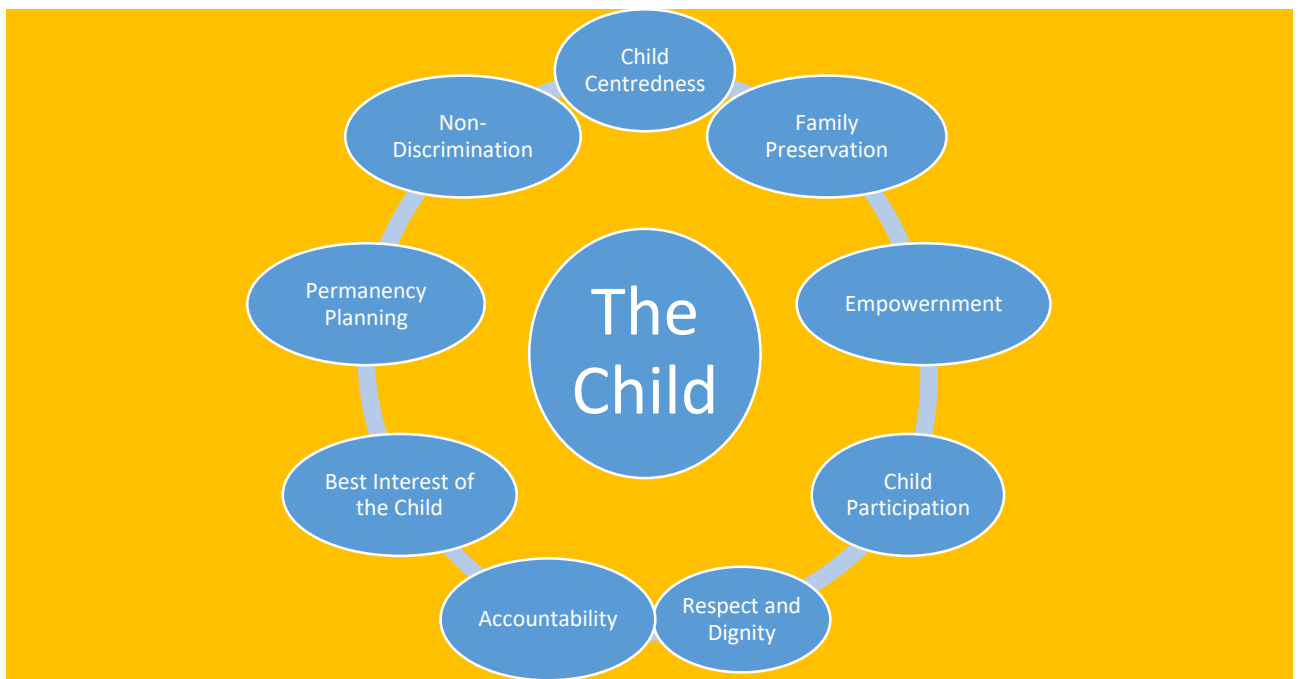 Child
Centredness
Family
Preservation
Empowernment
Child
Participation
Respect and
Dignity
Accountability
Best Interest of
the Child
Permanency
Planning
Non-
Discrimination
The
Child